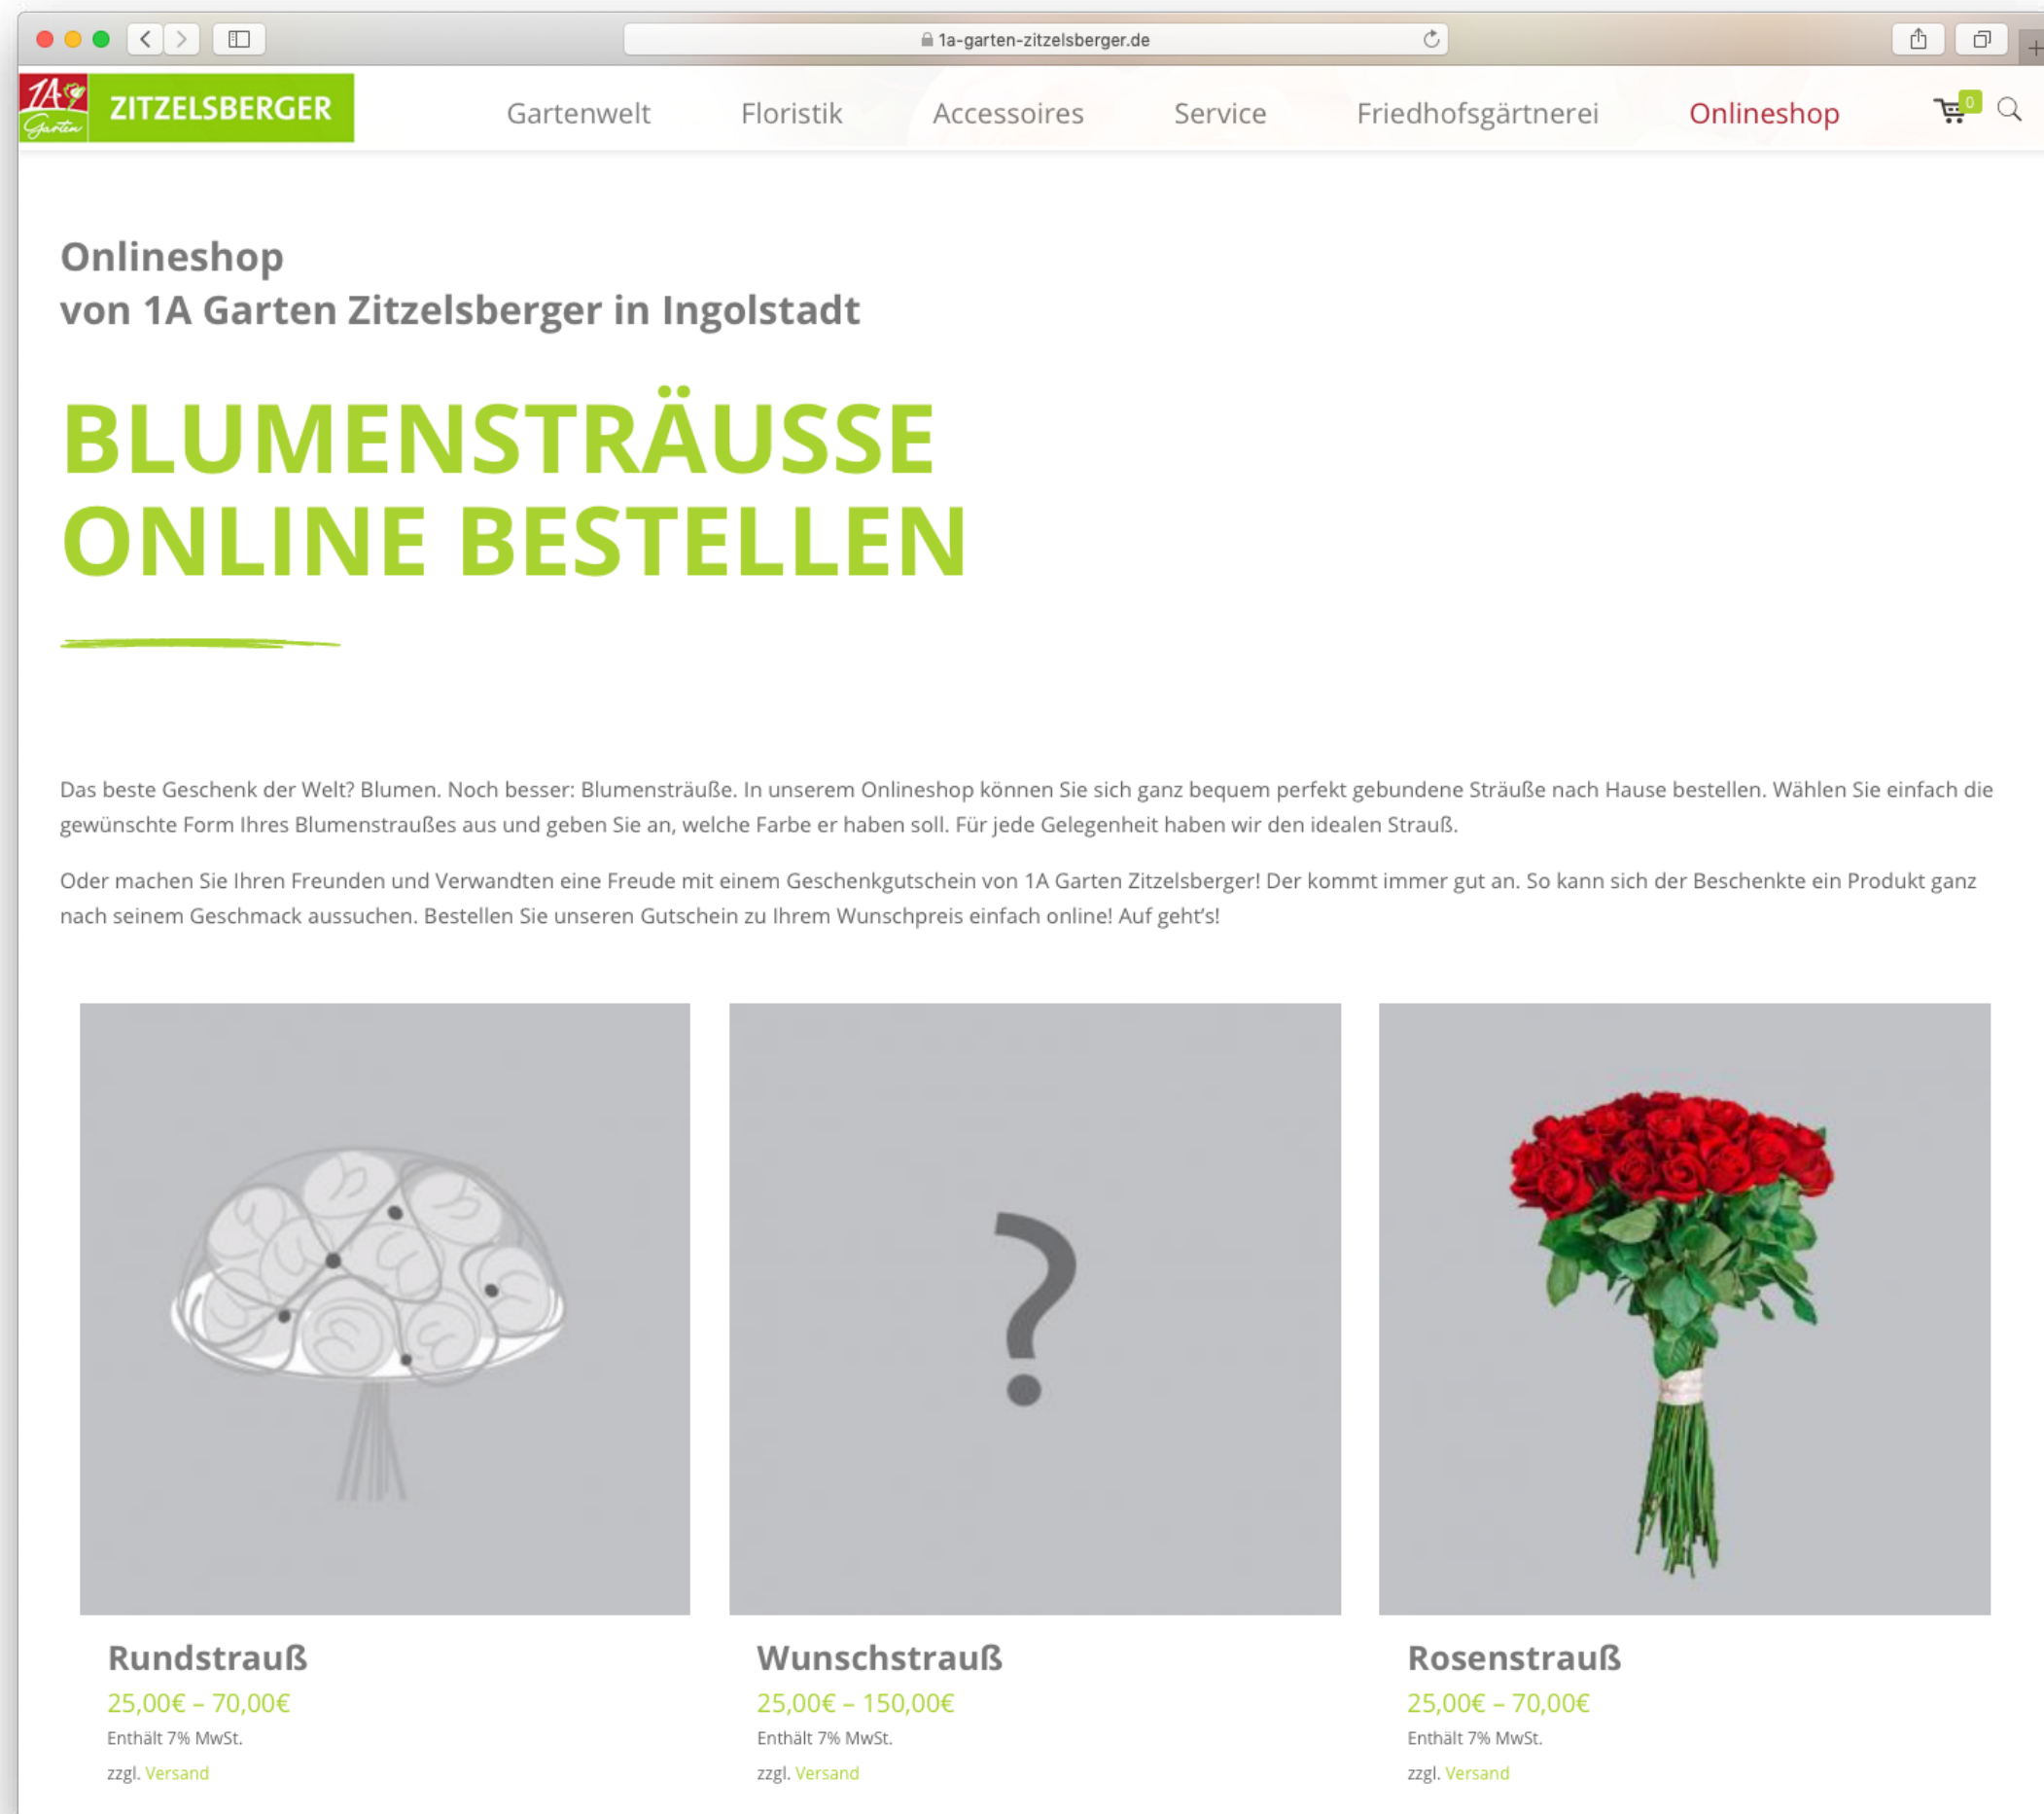 1a-garten-zitzelsberger.de
1A Garten
ZITZELSBERGER
Gartenwelt
Floristik
Accessoires
Service
Friedhofsgärtnerei
Onlineshop
0
Onlineshop
von 1A Garten Zitzelsberger in Ingolstadt
BLUMENSTRÄUSSE
ONLINE BESTELLEN
Das beste Geschenk der Welt? Blumen. Noch besser: Blumensträuße. In unserem Onlineshop können Sie sich ganz bequem perfekt gebundene Sträuße nach Hause bestellen. Wählen Sie einfach die
gewünschte Form Ihres Blumenstraußes aus und geben Sie an, welche Farbe er haben soll. Für jede Gelegenheit haben wir den idealen Strauß.
Oder machen Sie Ihren Freunden und Verwandten eine Freude mit einem Geschenkgutschein von 1A Garten Zitzelsberger! Der kommt immer gut an. So kann sich der Beschenkte ein Produkt ganz
nach seinem Geschmack aussuchen. Bestellen Sie unseren Gutschein zu Ihrem Wunschpreis einfach online! Auf geht's!
?
Rundstrauß
25,00€ – 70,00€
Enthält 7% MwSt.
zzgl. Versand
Wunschstrauß
25,00€ – 150,00€
Enthält 7% MwSt.
zzgl. Versand
Rosenstrauß
25,00€ – 70,00€
Enthält 7% MwSt.
zzgl. Versand